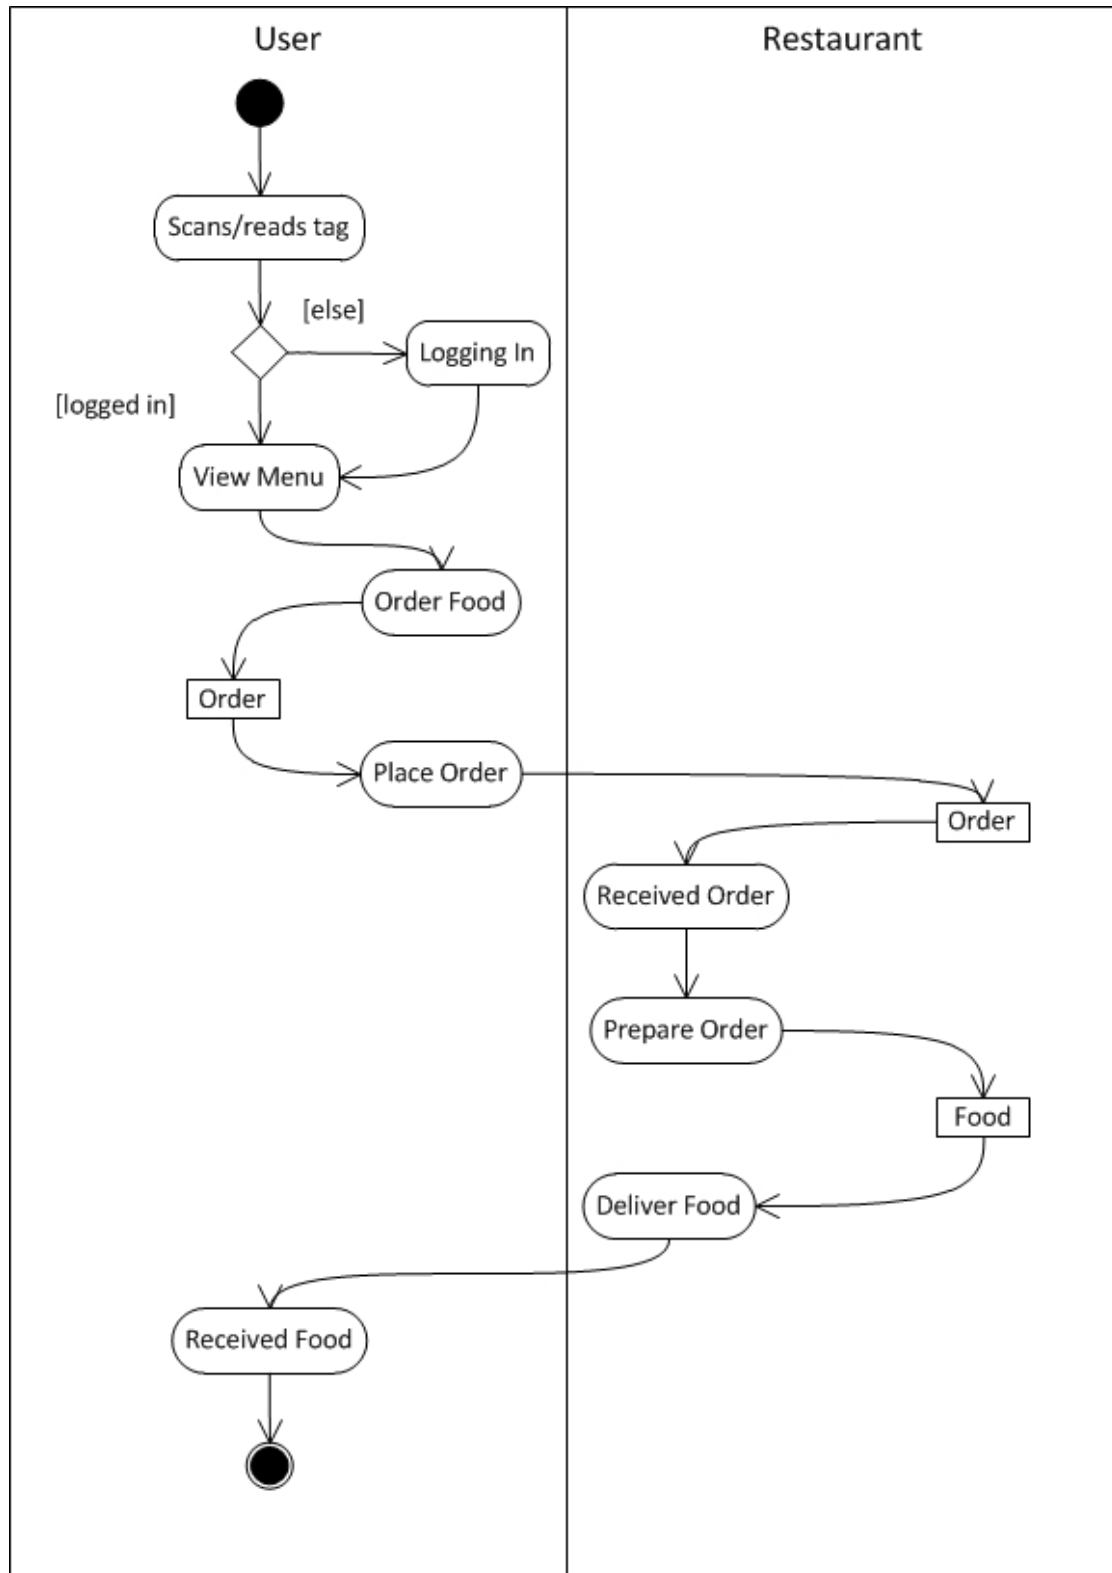 User
Restaurant
Scans/reads tag
[else]
Logging In
[logged in]
View Menu
Order Food
Order
Place Order
Order
Received Order
Prepare Order
Food
Deliver Food
Received Food